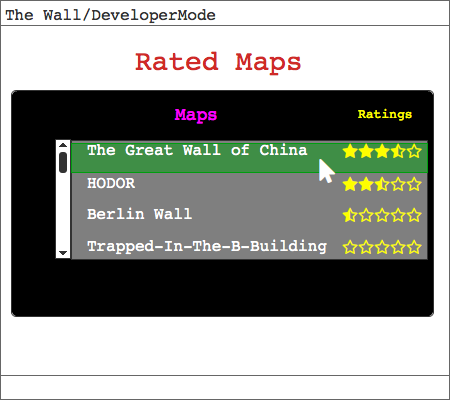 The Wall/DeveloperMode
Rated Maps
Maps Ratings
The Great Wall of China
HODOR
Berlin Wall
Trapped-In-The-B-Building